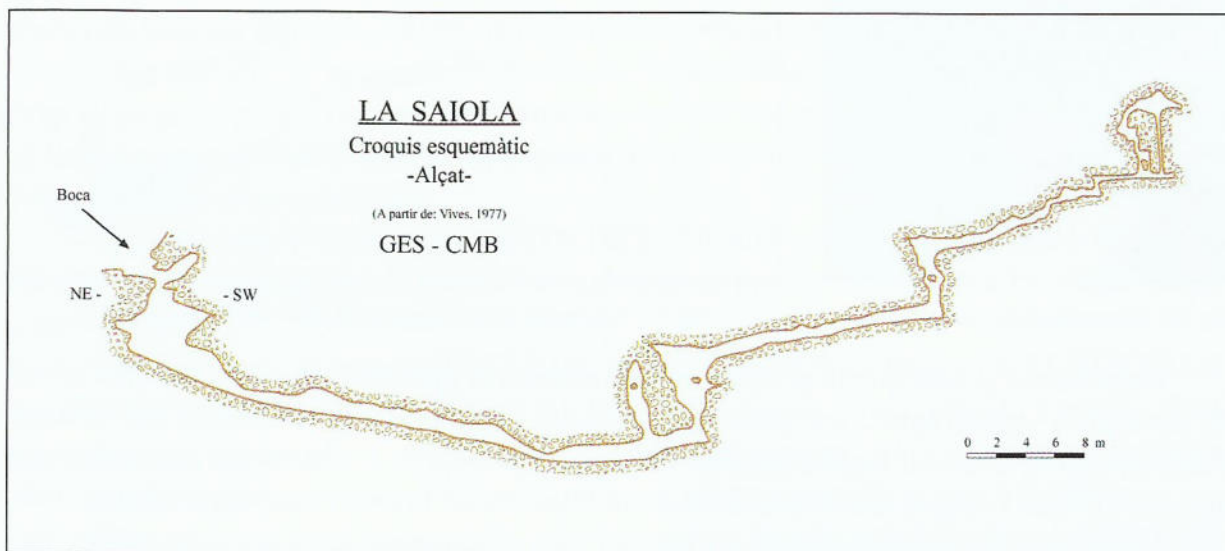 LA SAIOLA
Croquis esquemàtic
-Alçat-
(A partir de: Vives, 1977)
GES - CMB
Boca
NE - - SW
0 2 4 6 8 m